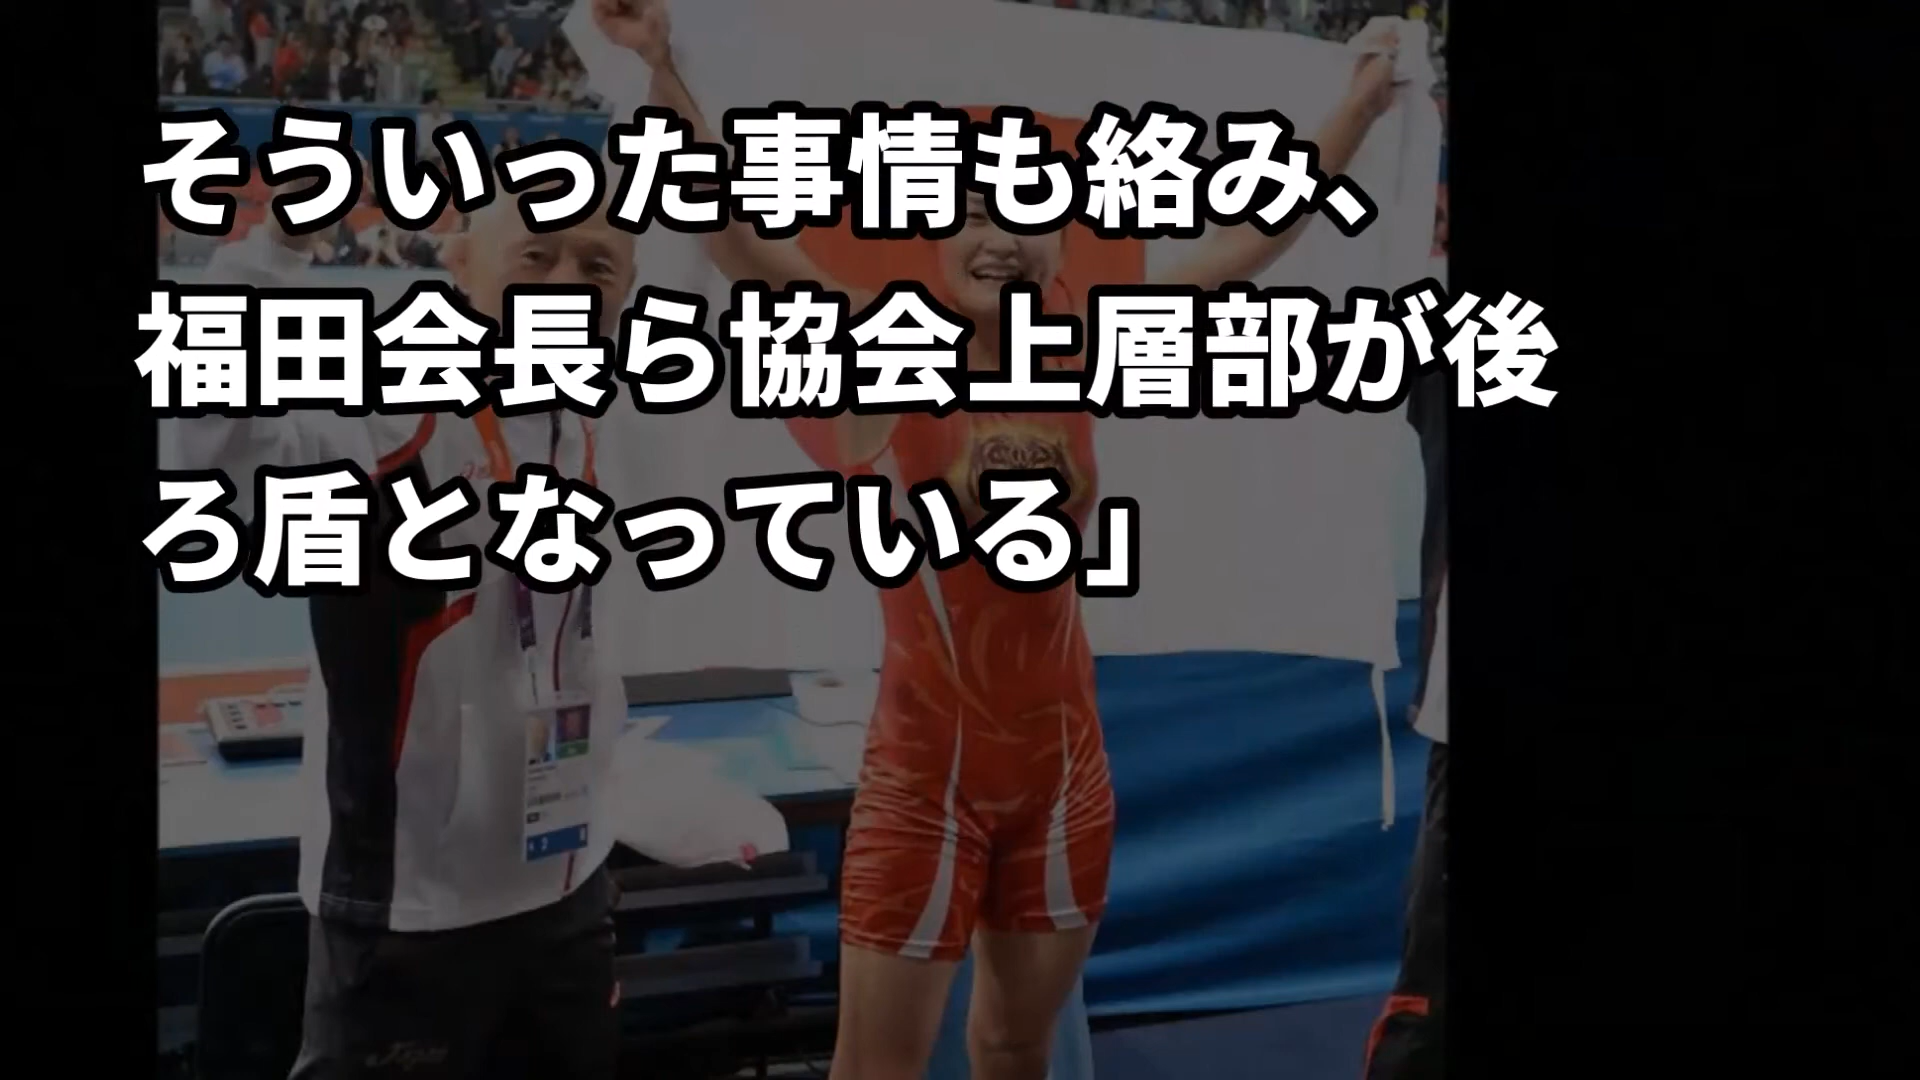 そういった事情も絡み、
福田会長ら協会上層部が後
ろ盾となっている」